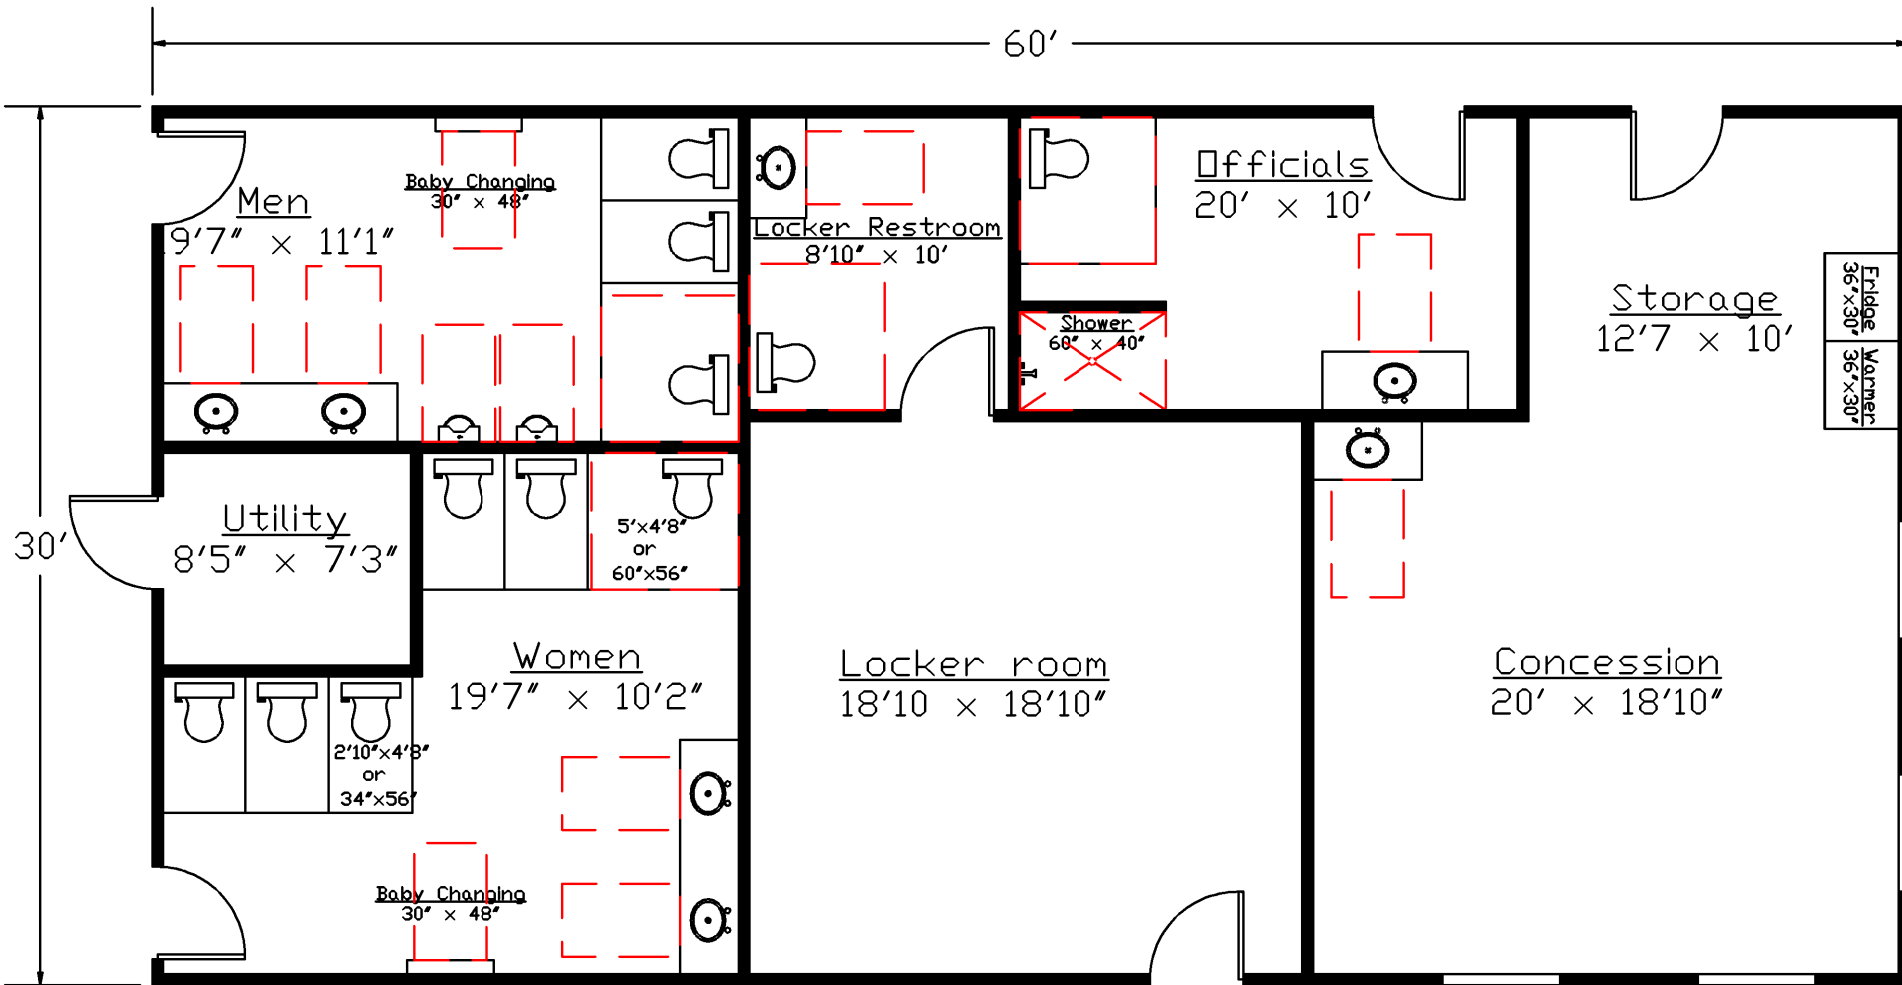 60'
30'
Men
9'7" × 11'1"
Baby Changing
30" × 48"
Locker Restroom
8'10" × 10'
Officials
20' × 10'
Shower
60" × 40"
Storage
12'7 × 10'
Fridge
36"×30"
Warmer
36"×30"
Utility
8'5" × 7'3"
5'×4'8"
or
60"×56"
Women
19'7" × 10'2"
2'10"×4'8"
or
34"×56"
Baby Changing
30" × 48"
Locker room
18'10 × 18'10"
Concession
20' × 18'10"